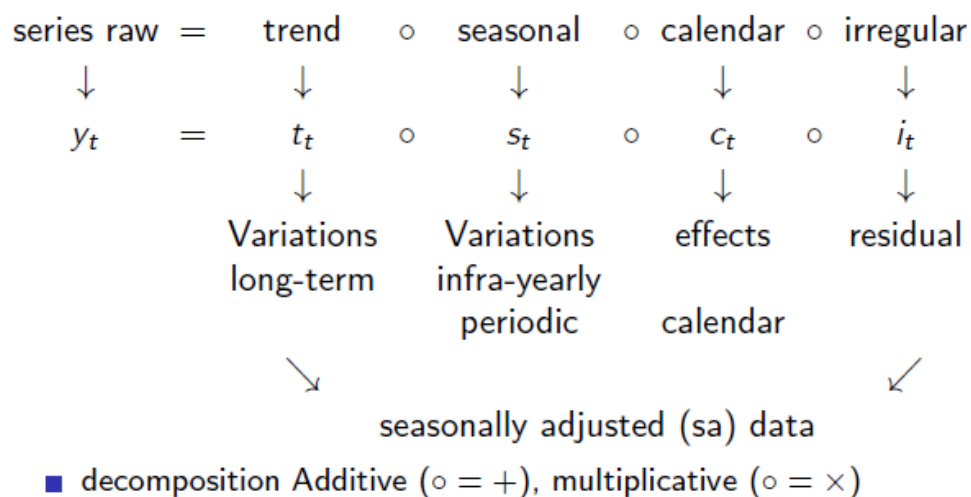 series raw = trend ∘ seasonal ∘ calendar ∘ irregular
↓ ↓ ↓ ↓ ↓
y_t = t_t ∘ s_t ∘ c_t ∘ i_t
↓ ↓ ↓ ↓
Variations Variations effects residual
long-term infra-yearly
periodic calendar
↘ ↙
seasonally adjusted (sa) data
■ decomposition Additive (∘ = +), multiplicative (∘ = ×)